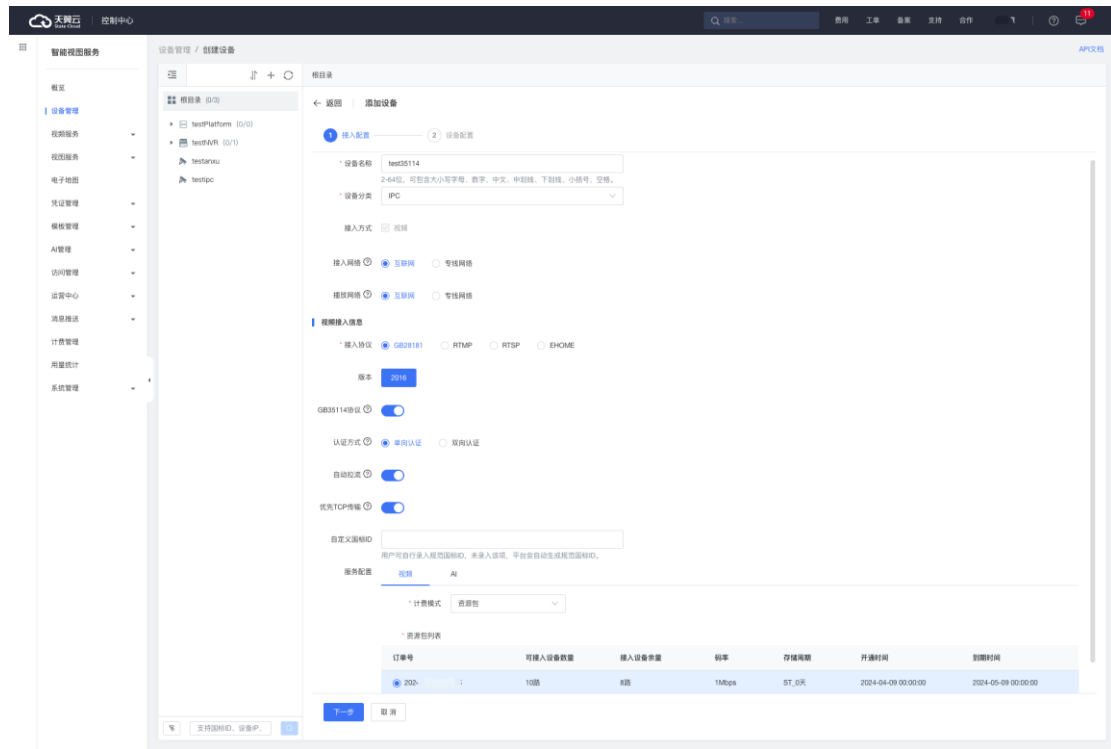 天翼云 控制中心 搜索... 费用 工单 备案 支持 合作 11
State Cloud
智能视图服务
概览
设备管理
视频服务
视图服务
电子地图
凭证管理
模板管理
AI管理
访问管理
运营中心
消息推送
计费管理
用量统计
系统管理
设备管理 / 创建设备 API文档
根目录 (0/3)
testPlatform (0/0)
testNVR (0/1)
testanxu
testipc
支持国标ID、设备IP、
根目录
返回 添加设备
1 接入配置 2 设备配置
* 设备名称 test35114
2-64位，可包含大小写字母、数字、中文、中划线、下划线、小括号、空格。
* 设备分类 IPC
接入方式 视频
接入网络 互联网 专线网络
播放网络 互联网 专线网络
视频接入信息
* 接入协议 GB28181 RTMP RTSP EHOME
版本 2016
GB35114协议
认证方式 单向认证 双向认证
自动拉流
优先TCP传输
自定义国标ID
用户可自行录入规范国标ID，未录入该项，平台会自动生成规范国标ID。
服务配置 视频 AI
* 计费模式 资源包
* 资源包列表
订单号 可接入设备数量 接入设备余量 码率 存储周期 开通时间 到期时间
202 10路 8路 1Mbps ST_0天 2024-04-09 00:00:00 2024-05-09 00:00:00
下一步 取消